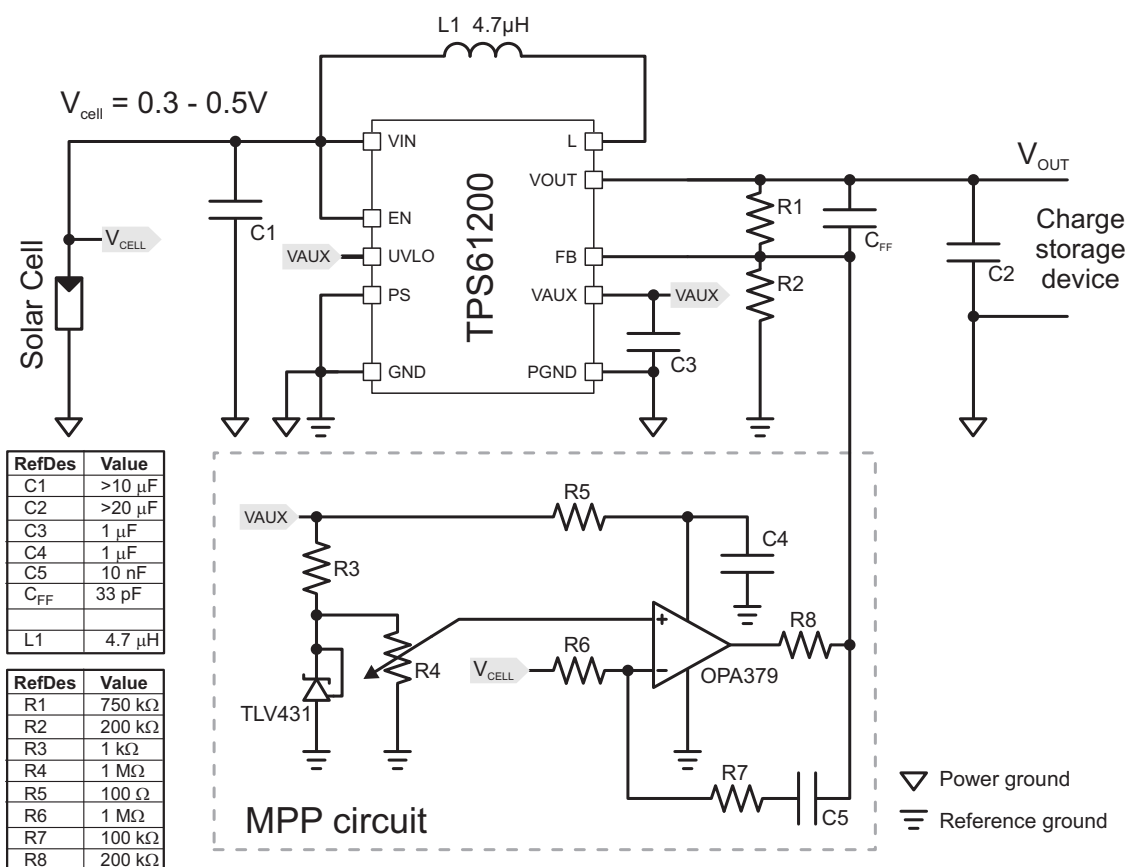 L1 4.7µH
V_cell = 0.3 - 0.5V
VIN
L
VOUT
EN
UVLO
FB
PS
VAUX
GND
PGND
TPS61200
V_CELL
VAUX
VAUX
C1
R1
R2
C_FF
C2
C3
V_OUT
Charge
storage
device
Solar Cell
RefDes Value
C1 >10 µF
C2 >20 µF
C3 1 µF
C4 1 µF
C5 10 nF
C_FF 33 pF
L1 4.7 µH
RefDes Value
R1 750 kΩ
R2 200 kΩ
R3 1 kΩ
R4 1 MΩ
R5 100 Ω
R6 1 MΩ
R7 100 kΩ
R8 200 kΩ
VAUX
R5
C4
R3
R8
R6
V_CELL
R4
+
−
OPA379
TLV431
R7
C5
MPP circuit
Power ground
Reference ground